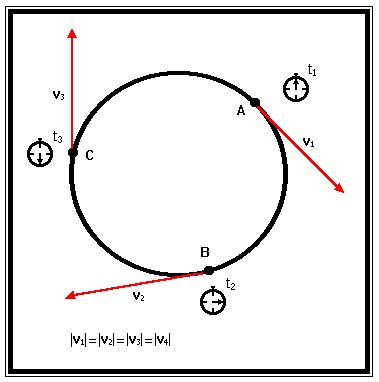 t₁
A
v₃
v₁
t₃
C
B
t₂
v₂
|v₁|=|v₂|=|v₃|=|v₄|